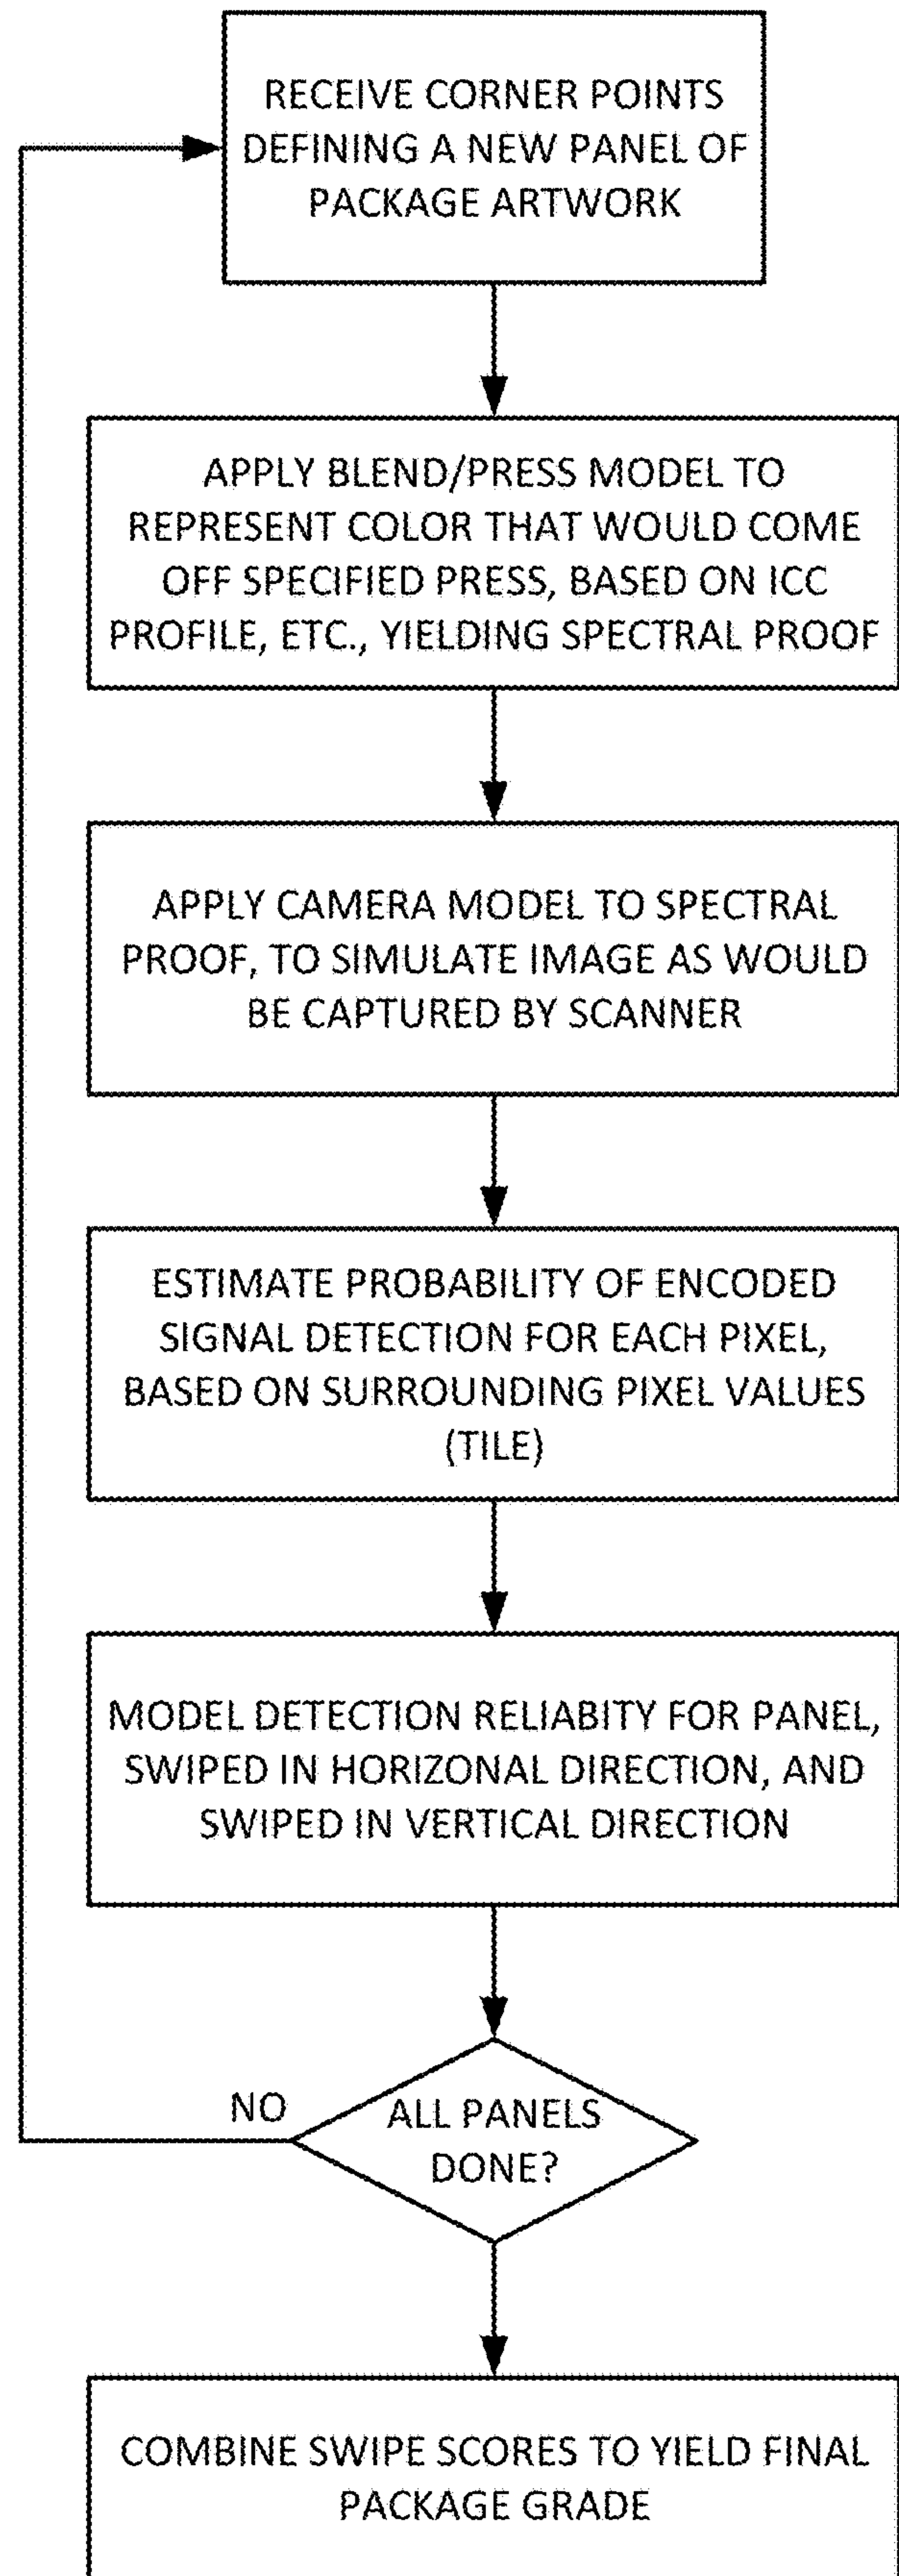 RECEIVE CORNER POINTS
DEFINING A NEW PANEL OF
PACKAGE ARTWORK
APPLY BLEND/PRESS MODEL TO
REPRESENT COLOR THAT WOULD COME
OFF SPECIFIED PRESS, BASED ON ICC
PROFILE, ETC., YIELDING SPECTRAL PROOF
APPLY CAMERA MODEL TO SPECTRAL
PROOF, TO SIMULATE IMAGE AS WOULD
BE CAPTURED BY SCANNER
ESTIMATE PROBABILITY OF ENCODED
SIGNAL DETECTION FOR EACH PIXEL,
BASED ON SURROUNDING PIXEL VALUES
(TILE)
MODEL DETECTION RELIABITY FOR PANEL,
SWIPED IN HORIZONAL DIRECTION, AND
SWIPED IN VERTICAL DIRECTION
NO
ALL PANELS
DONE?
COMBINE SWIPE SCORES TO YIELD FINAL
PACKAGE GRADE